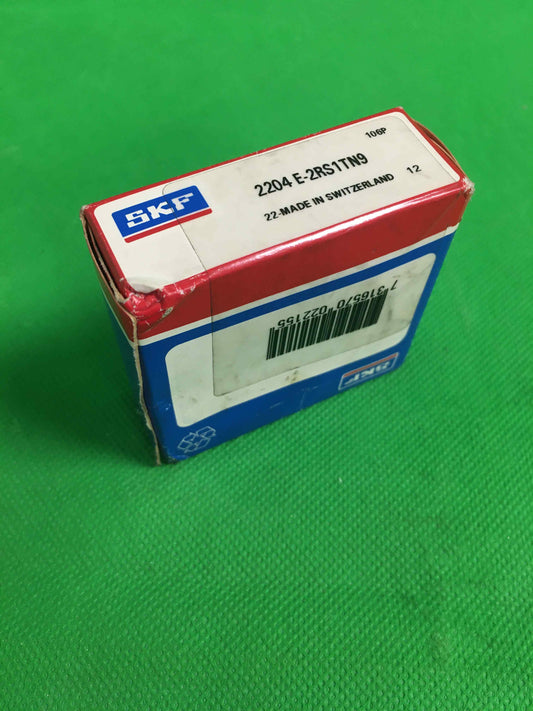 SKF
106P
2204 E-2RS1TN9
22-MADE IN SWITZERLAND 12
7 316570 022155
SKF